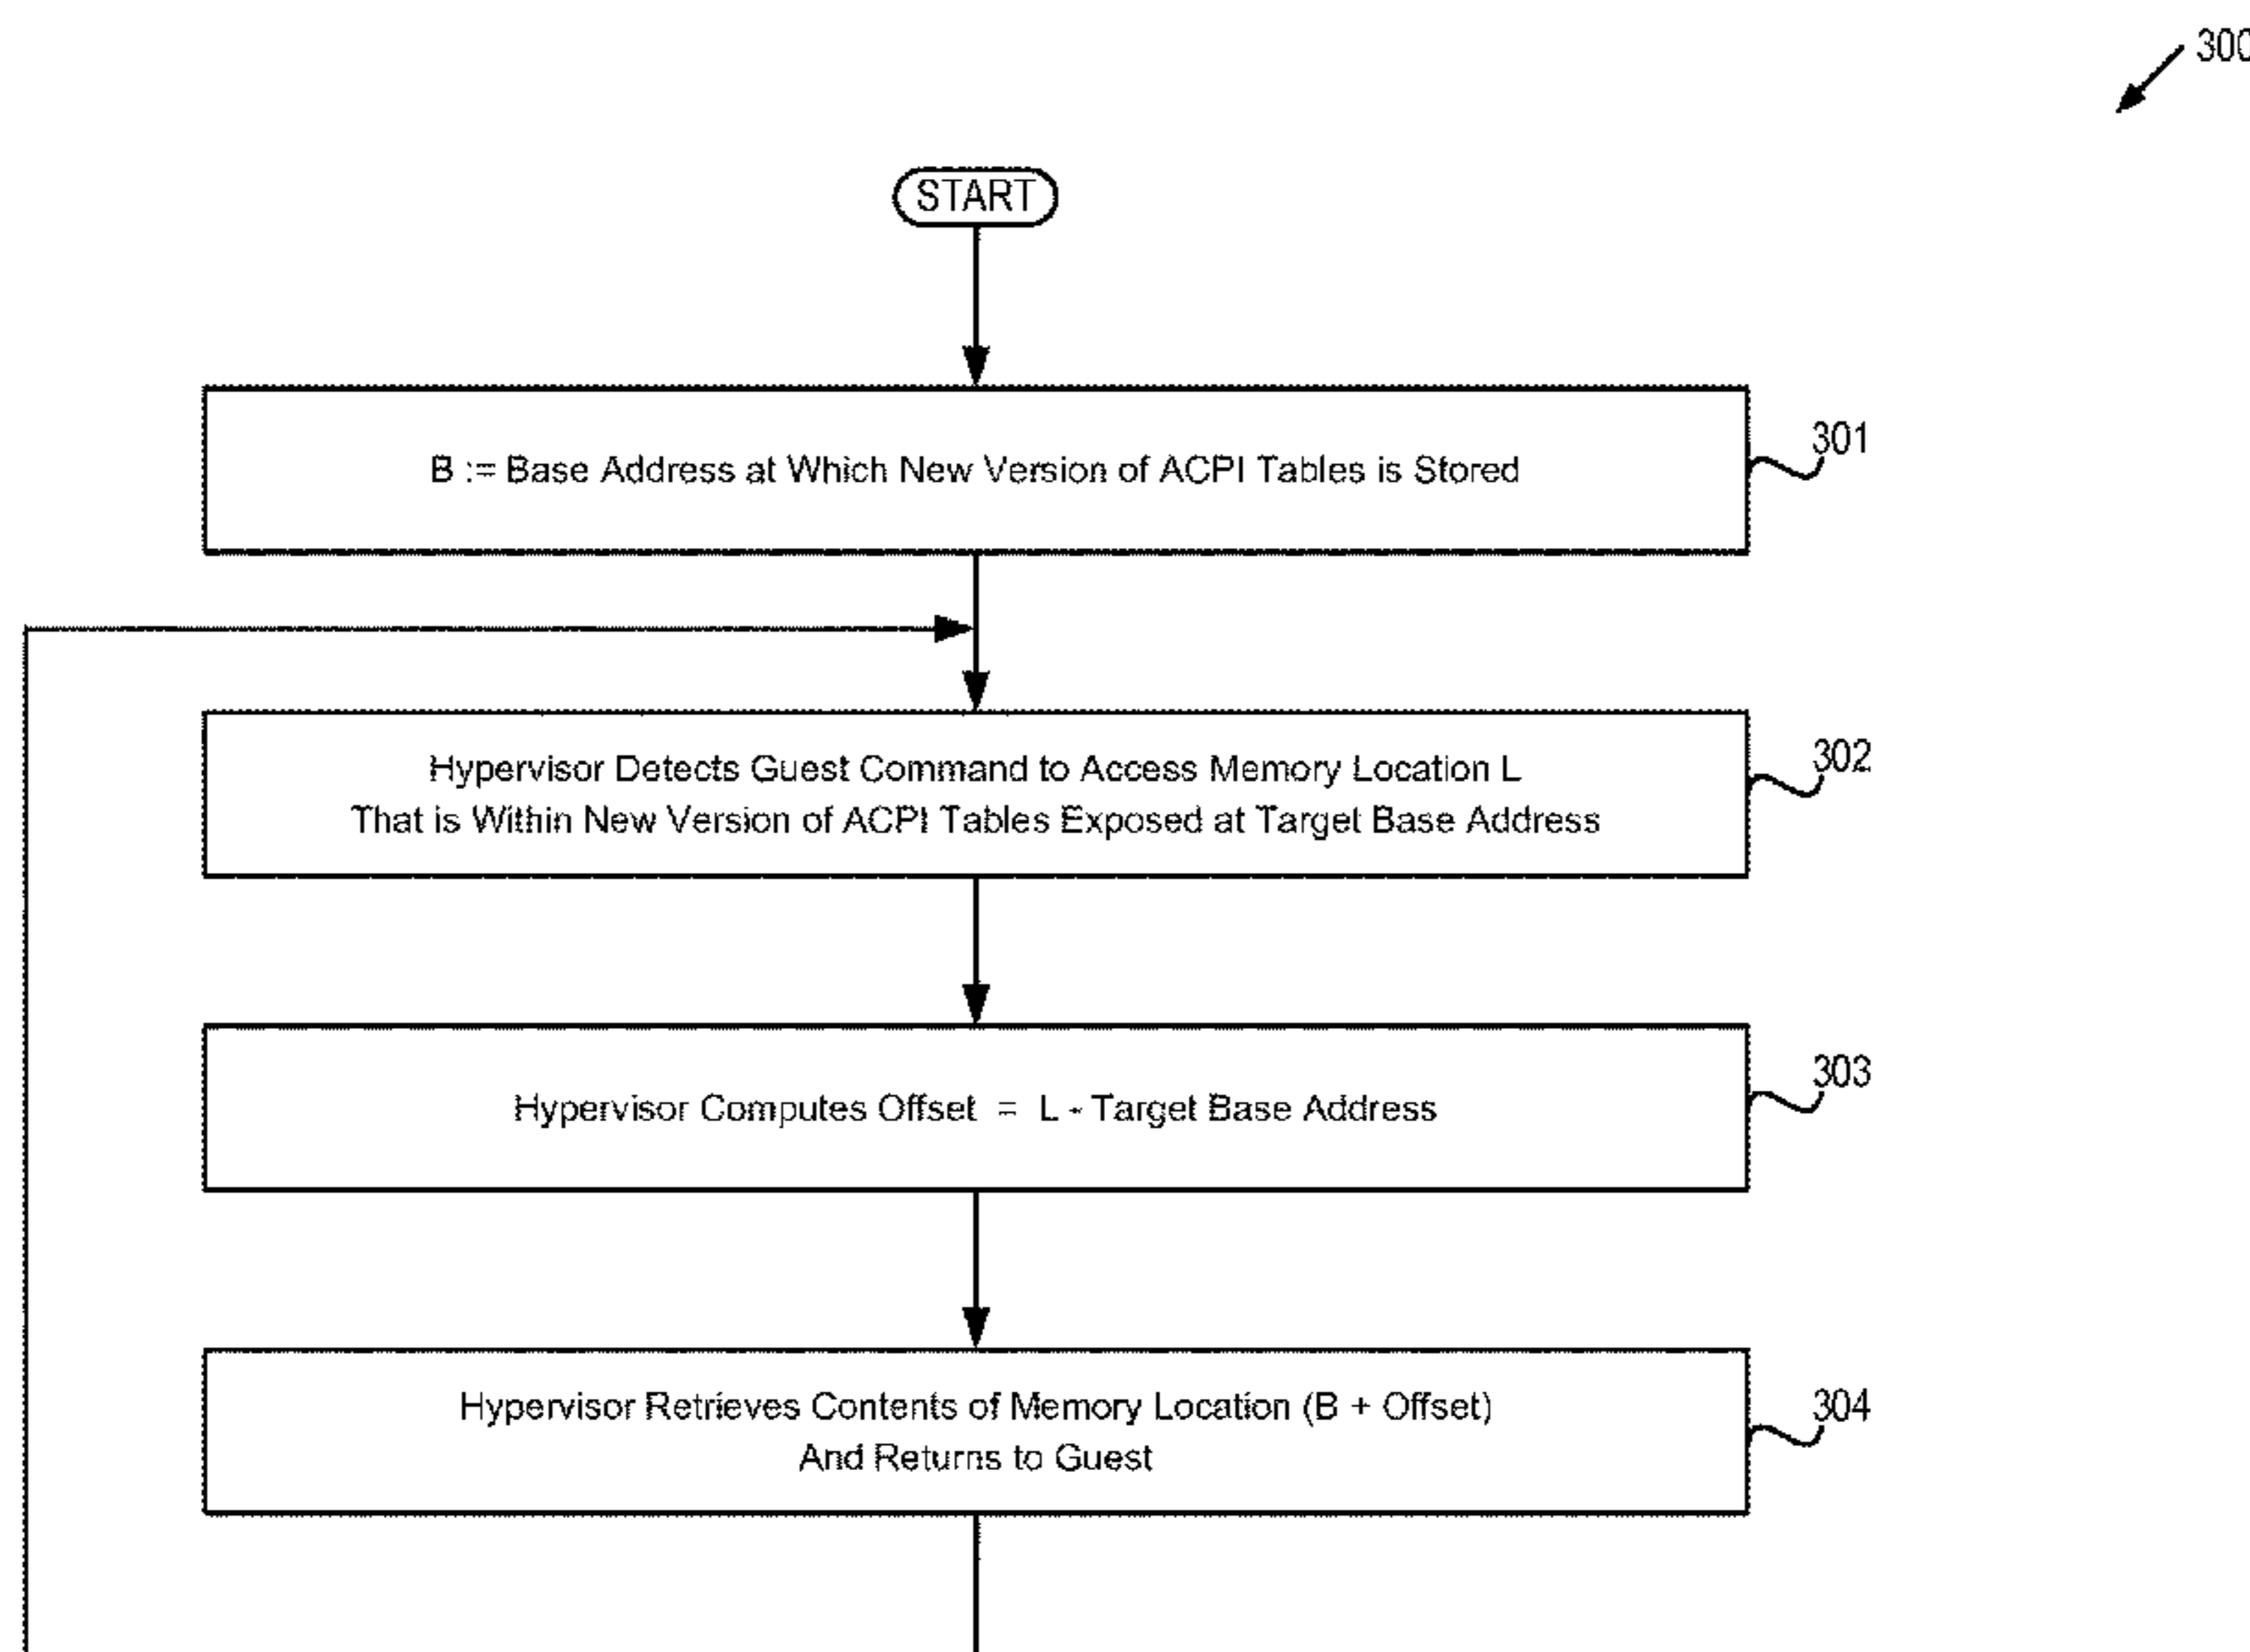 300
START
B := Base Address at Which New Version of ACPI Tables is Stored
301
Hypervisor Detects Guest Command to Access Memory Location L
That is Within New Version of ACPI Tables Exposed at Target Base Address
302
Hypervisor Computes Offset = L - Target Base Address
303
Hypervisor Retrieves Contents of Memory Location (B + Offset)
And Returns to Guest
304